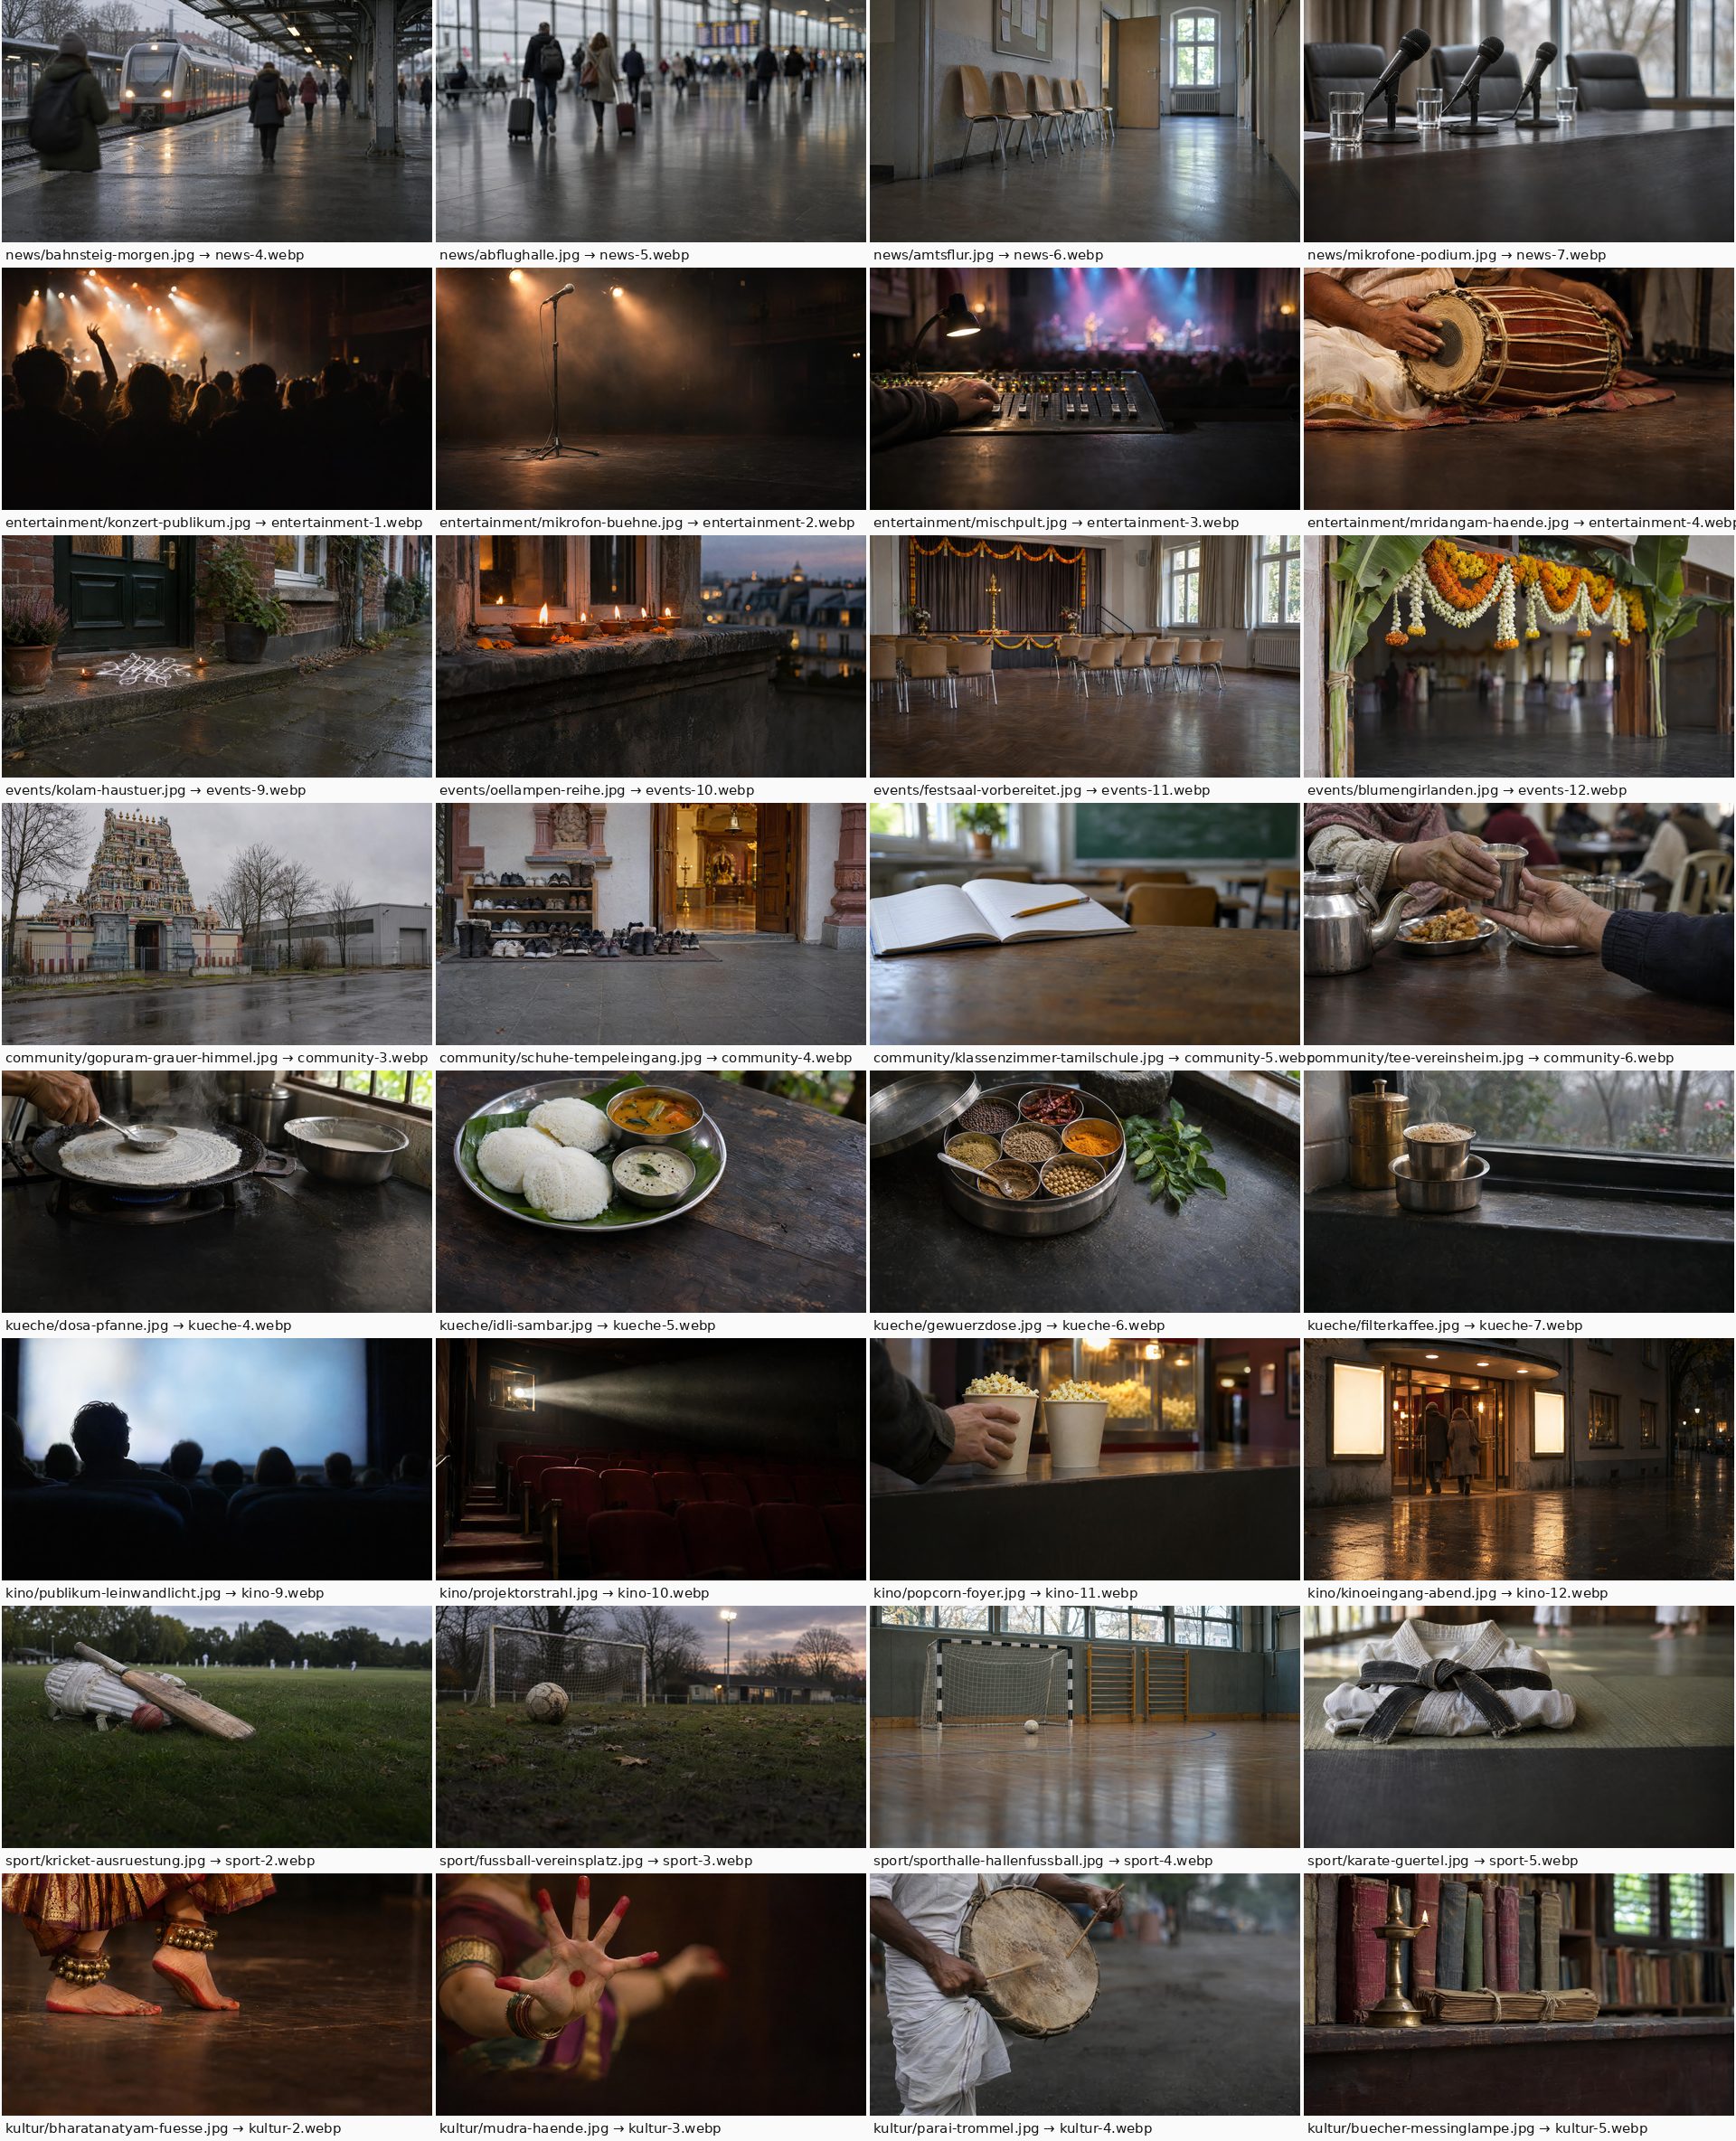 news/bahnsteig-morgen.jpg → news-4.webp
news/abflughalle.jpg → news-5.webp
news/amtsflur.jpg → news-6.webp
news/mikrofone-podium.jpg → news-7.webp
entertainment/konzert-publikum.jpg → entertainment-1.webp
entertainment/mikrofon-buehne.jpg → entertainment-2.webp
entertainment/mischpult.jpg → entertainment-3.webp
entertainment/mridangam-haende.jpg → entertainment-4.webp
events/kolam-haustuer.jpg → events-9.webp
events/oellampen-reihe.jpg → events-10.webp
events/festsaal-vorbereitet.jpg → events-11.webp
events/blumengirlanden.jpg → events-12.webp
community/gopuram-grauer-himmel.jpg → community-3.webp
community/schuhe-tempeleingang.jpg → community-4.webp
community/klassenzimmer-tamilschule.jpg → community-5.webp
community/tee-vereinsheim.jpg → community-6.webp
kueche/dosa-pfanne.jpg → kueche-4.webp
kueche/idli-sambar.jpg → kueche-5.webp
kueche/gewuerzdose.jpg → kueche-6.webp
kueche/filterkaffee.jpg → kueche-7.webp
kino/publikum-leinwandlicht.jpg → kino-9.webp
kino/projektorstrahl.jpg → kino-10.webp
kino/popcorn-foyer.jpg → kino-11.webp
kino/kinoeingang-abend.jpg → kino-12.webp
sport/kricket-ausruestung.jpg → sport-2.webp
sport/fussball-vereinsplatz.jpg → sport-3.webp
sport/sporthalle-hallenfussball.jpg → sport-4.webp
sport/karate-guertel.jpg → sport-5.webp
kultur/bharatanatyam-fuesse.jpg → kultur-2.webp
kultur/mudra-haende.jpg → kultur-3.webp
kultur/parai-trommel.jpg → kultur-4.webp
kultur/buecher-messinglampe.jpg → kultur-5.webp